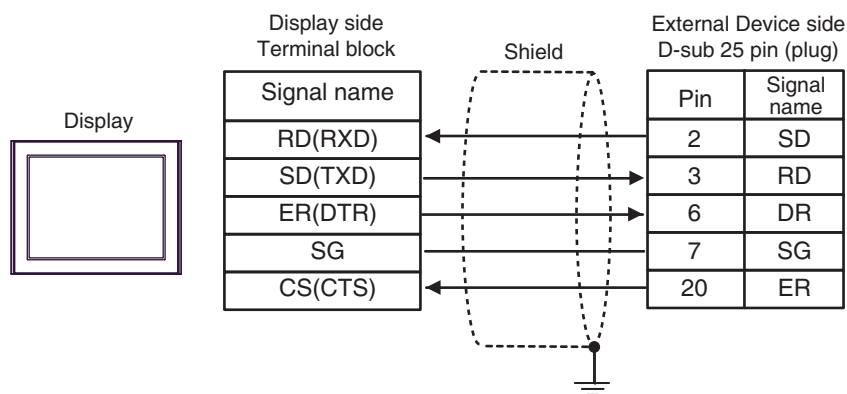 Display side
Terminal block
Shield
External Device side
D-sub 25 pin (plug)
Display
Signal name
Pin
Signal
name
RD(RXD)
2
SD
SD(TXD)
3
RD
ER(DTR)
6
DR
SG
7
SG
CS(CTS)
20
ER